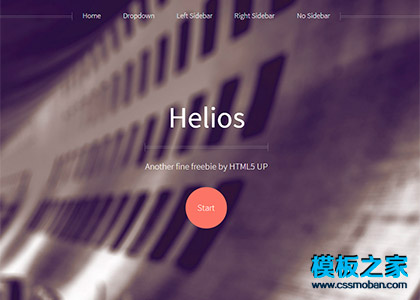 Home Dropdown Left Sidebar Right Sidebar No Sidebar
Helios
Another fine freebie by HTML5 UP
Start
模板之家
www.cssmoban.com